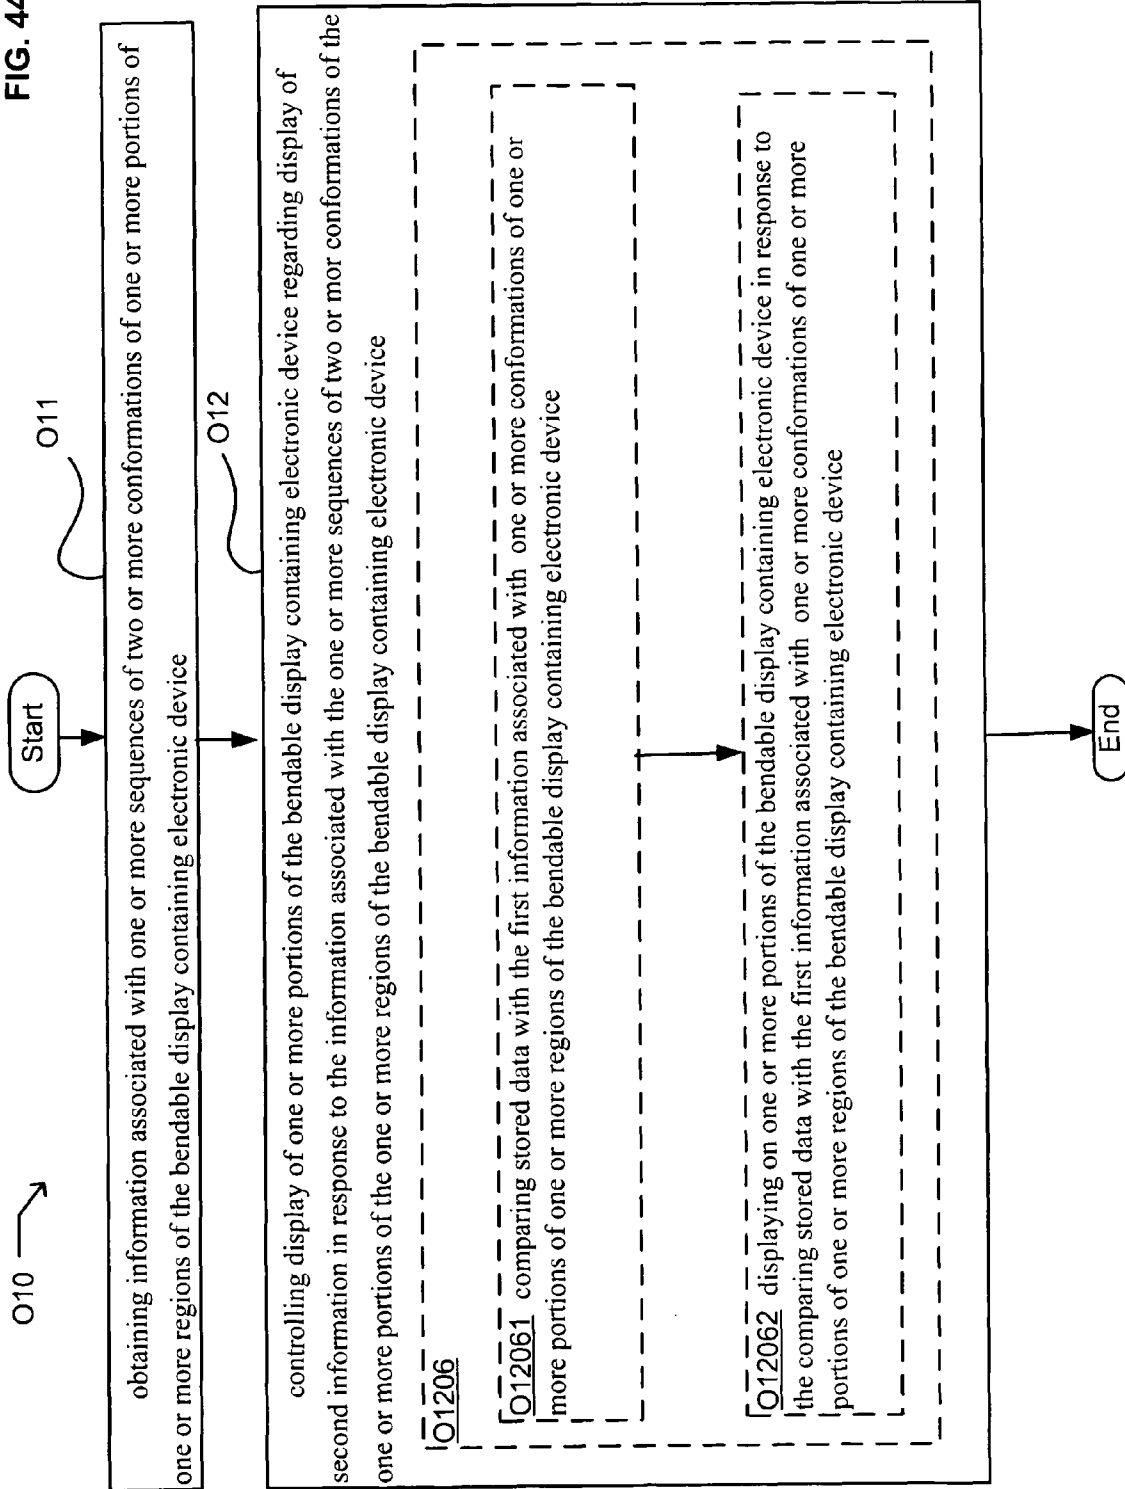 FIG. 44
O10
Start
O11
obtaining information associated with one or more sequences of two or more conformations of one or more portions of
one or more regions of the bendable display containing electronic device
O12
controlling display of one or more portions of the bendable display containing electronic device regarding display of
second information in response to the information associated with the one or more sequences of two or mor conformations of the
one or more portions of the one or more regions of the bendable display containing electronic device
O1206
O12061 comparing stored data with the first information associated with one or more conformations of one or
more portions of one or more regions of the bendable display containing electronic device
O12062 displaying on one or more portions of the bendable display containing electronic device in response to
the comparing stored data with the first information associated with one or more conformations of one or more
portions of one or more regions of the bendable display containing electronic device
End